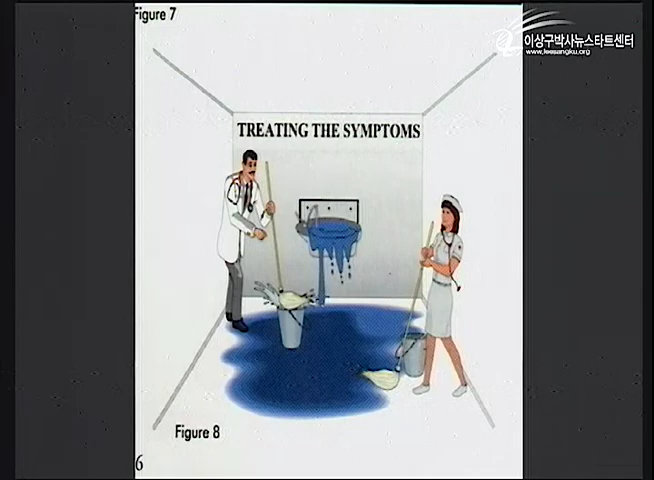 Figure 7
이상구박사뉴스타트센터
www.leesangku.org
TREATING THE SYMPTOMS
Figure 8
6